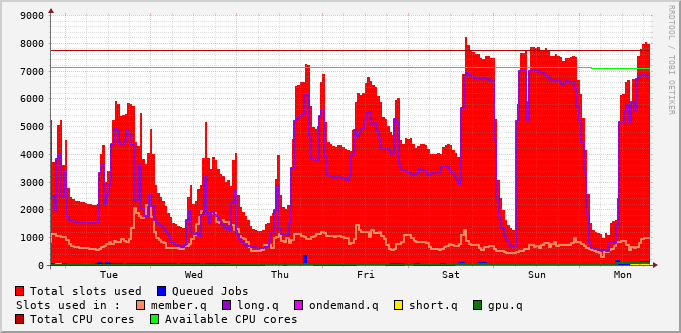 9000
8000
7000
6000
5000
4000
3000
2000
1000
0
Tue Wed Thu Fri Sat Sun Mon
RRDTOOL / TOBI OETIKER
Total slots used Queued Jobs
Slots used in : member.q long.q ondemand.q short.q gpu.q
Total CPU cores Available CPU cores